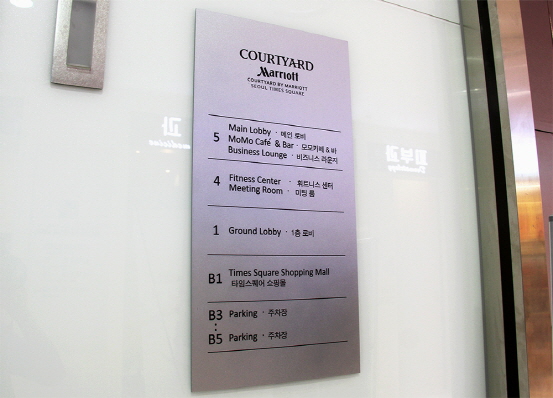 COURTYARD
Marriott
COURTYARD BY MARRIOTT
SEOUL TIMES SQUARE
5 Main Lobby · 메인 로비
MoMo Café & Bar · 모모카페 & 바
Business Lounge · 비즈니스 라운지
4 Fitness Center · 휘트니스 센터
Meeting Room · 미팅 룸
1 Ground Lobby · 1층 로비
B1 Times Square Shopping Mall
타임스퀘어 쇼핑몰
B3 Parking · 주차장
:
B5 Parking · 주차장